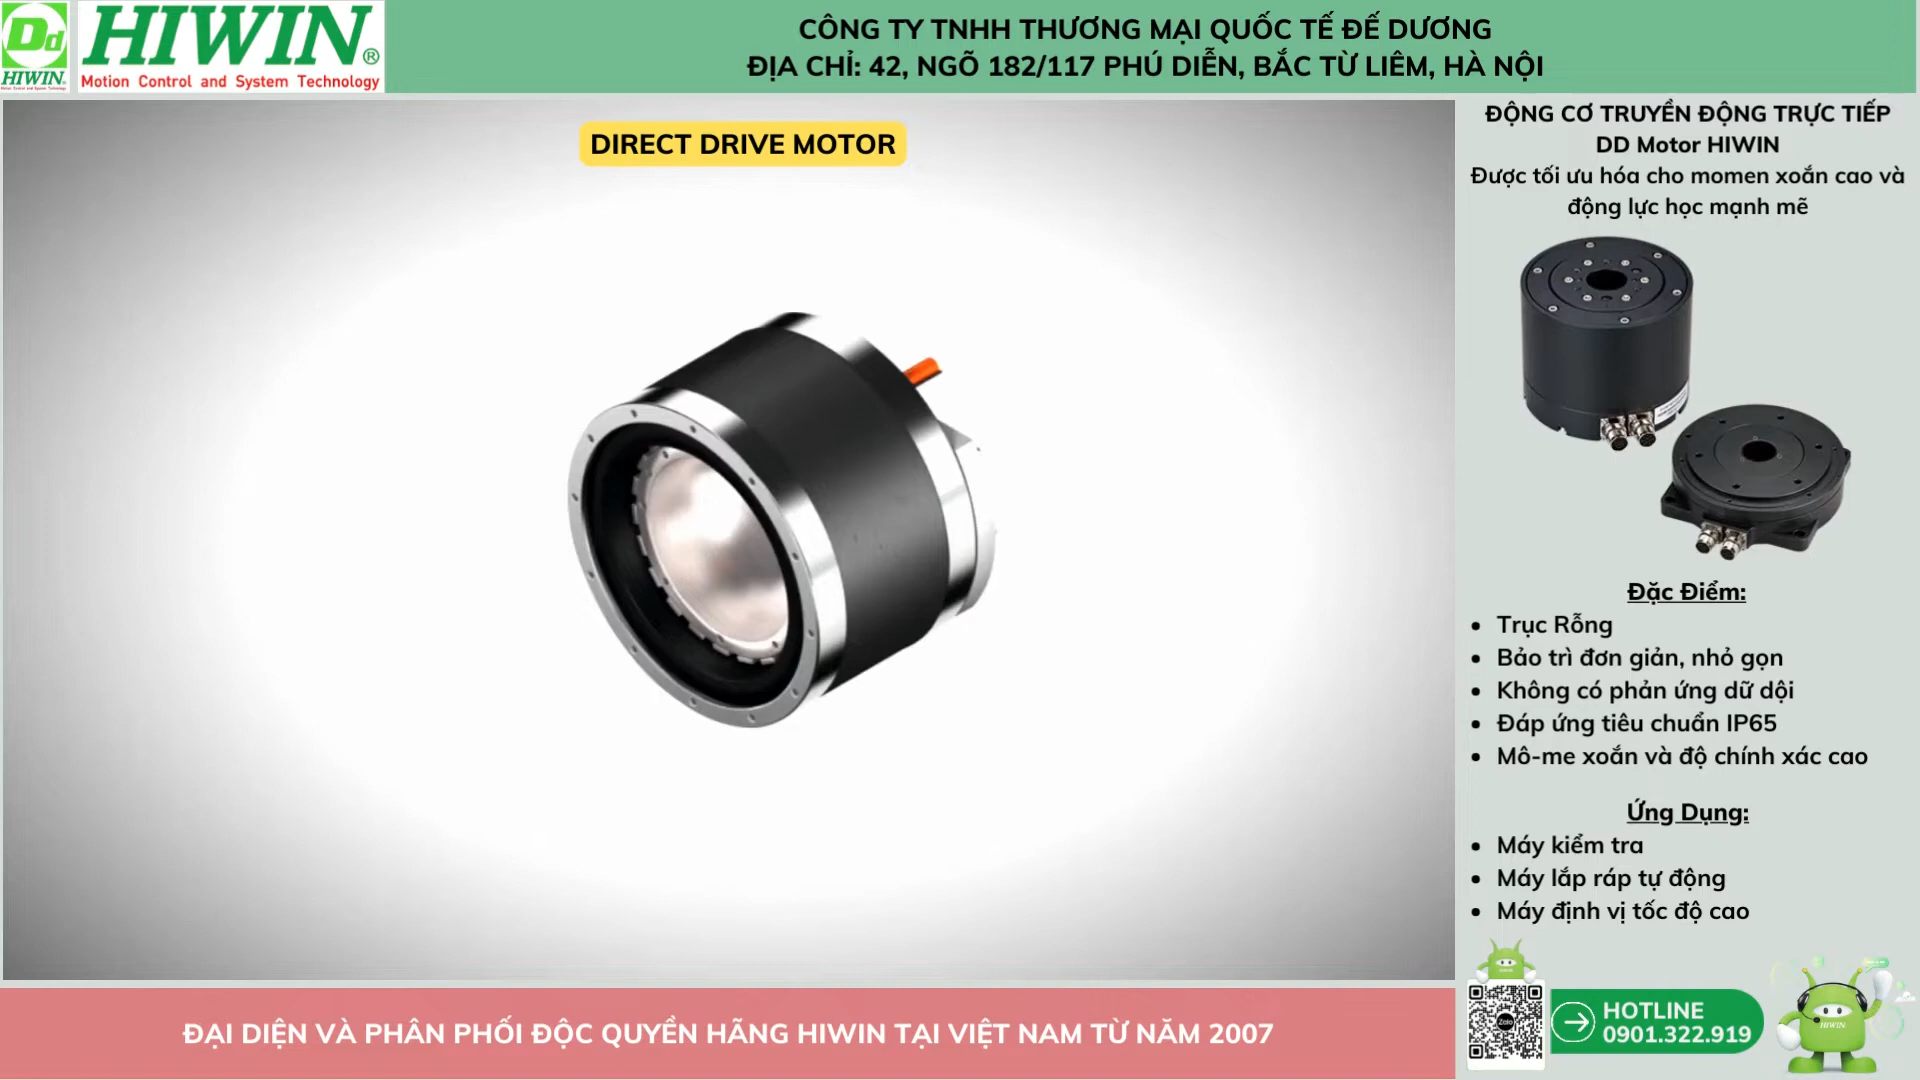 Dd
HIWIN
HIWIN®
Motion Control and System Technology
CÔNG TY TNHH THƯƠNG MẠI QUỐC TẾ ĐẾ DƯƠNG
ĐỊA CHỈ: 42, NGÕ 182/117 PHÚ DIỄN, BẮC TỪ LIÊM, HÀ NỘI
DIRECT DRIVE MOTOR
ĐỘNG CƠ TRUYỀN ĐỘNG TRỰC TIẾP
DD Motor HIWIN
Được tối ưu hóa cho momen xoắn cao và
động lực học mạnh mẽ
Đặc Điểm:
• Trục Rỗng
• Bảo trì đơn giản, nhỏ gọn
• Không có phản ứng dữ dội
• Đáp ứng tiêu chuẩn IP65
• Mô-me xoắn và độ chính xác cao
Ứng Dụng:
• Máy kiểm tra
• Máy lắp ráp tự động
• Máy định vị tốc độ cao
Zalo
HOTLINE
0901.322.919
HIWIN
ĐẠI DIỆN VÀ PHÂN PHỐI ĐỘC QUYỀN HÃNG HIWIN TẠI VIỆT NAM TỪ NĂM 2007